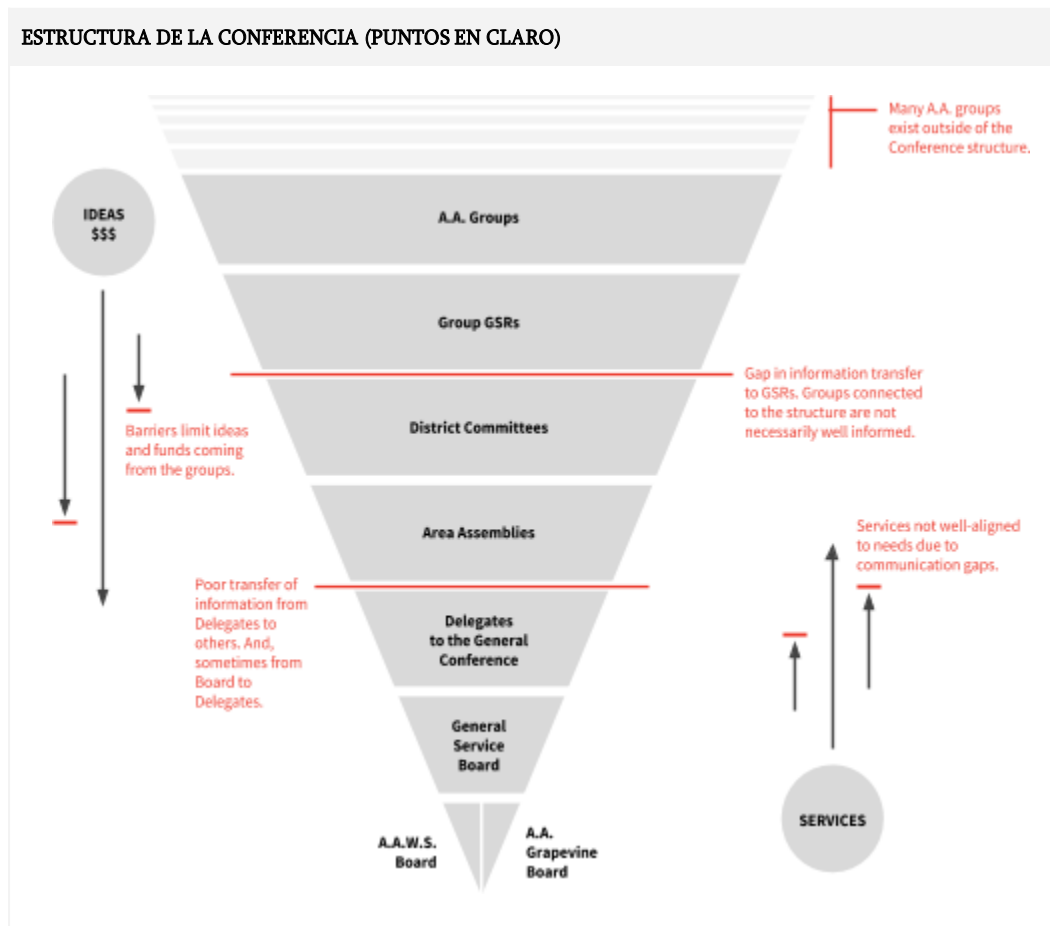 ESTRUCTURA DE LA CONFERENCIA (PUNTOS EN CLARO)
Many A.A. groups
exist outside of the
Conference structure.
IDEAS
$$$
A.A. Groups
Group GSRs
Gap in information transfer
to GSRs. Groups connected
to the structure are not
necessarily well informed.
District Committees
Barriers limit ideas
and funds coming
from the groups.
Area Assemblies
Services not well-aligned
to needs due to
communication gaps.
Poor transfer of
information from
Delegates to
others. And,
sometimes from
Board to
Delegates.
Delegates
to the General
Conference
General
Service
Board
SERVICES
A.A.W.S.
Board
A.A.
Grapevine
Board